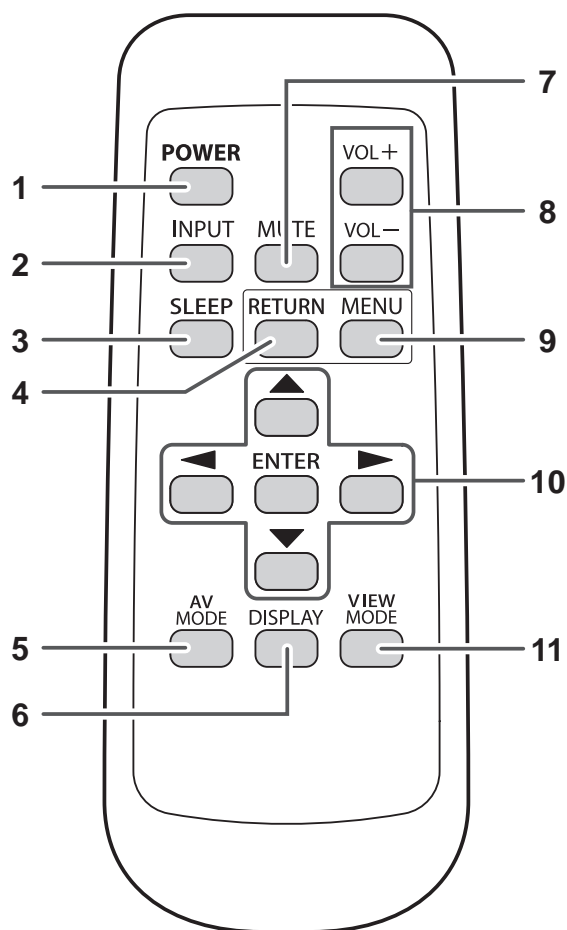 7
POWER
VOL+
1
8
INPUT
MUTE
VOL−
2
SLEEP
RETURN
MENU
3
9
4
ENTER
10
AV
MODE
DISPLAY
VIEW
MODE
5
11
6